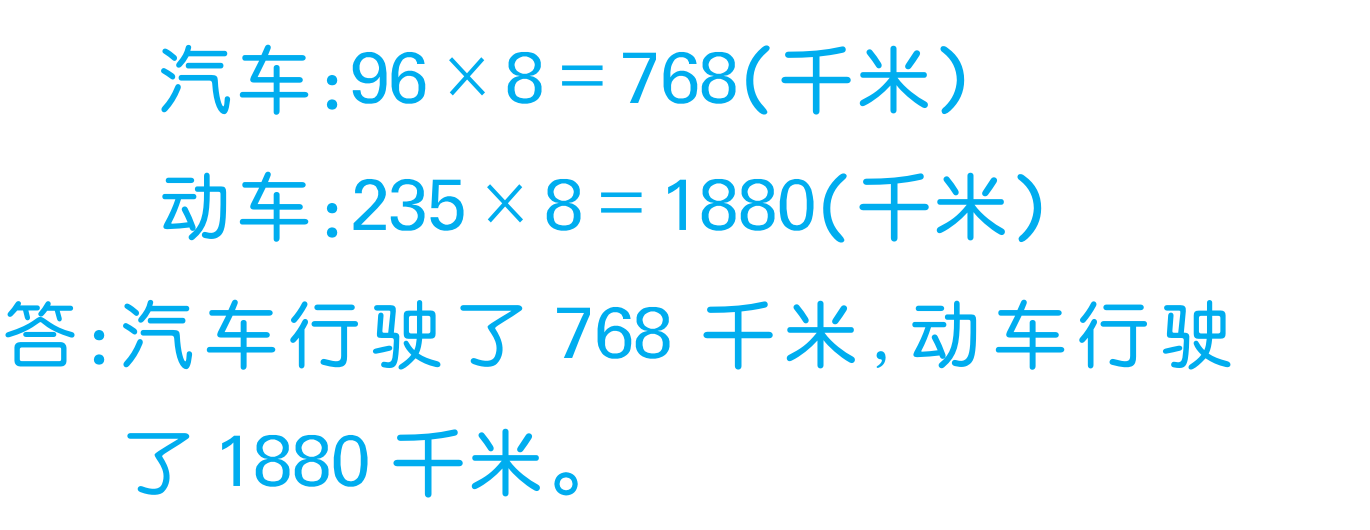 汽车:96×8=768(千米)
动车:235×8=1880(千米)
答:汽车行驶了 768 千米,动车行驶
了 1880 千米。